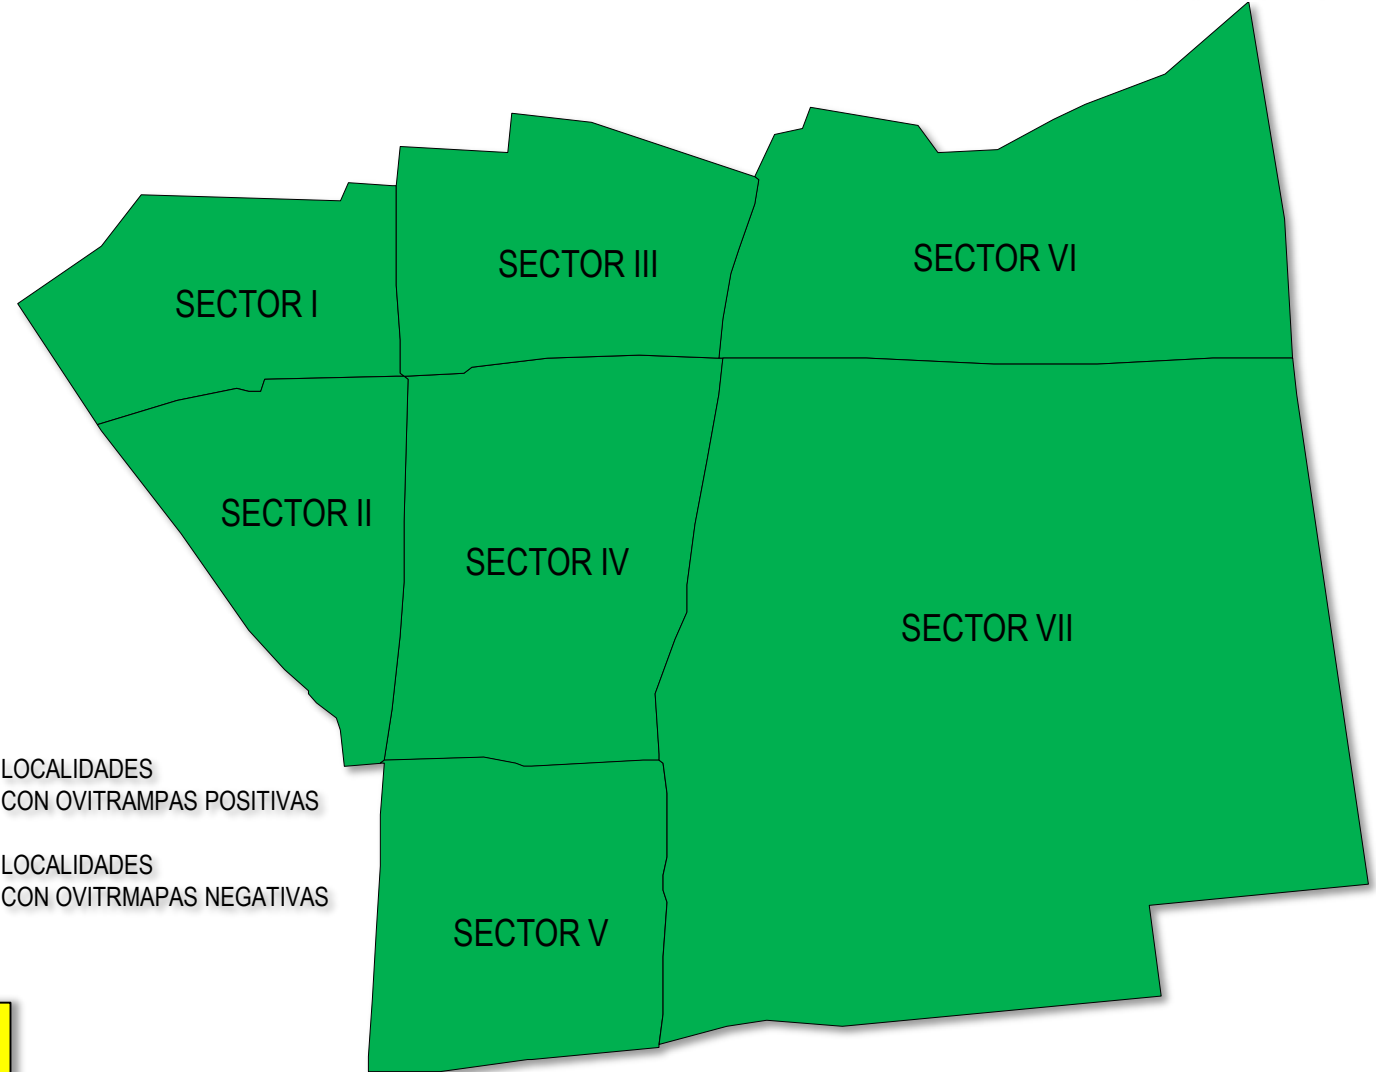 SECTOR VI
SECTOR III
SECTOR I
SECTOR II
SECTOR IV
SECTOR VII
LOCALIDADES
CON OVITRAMPAS POSITIVAS
LOCALIDADES
CON OVITRMAPAS NEGATIVAS
SECTOR V